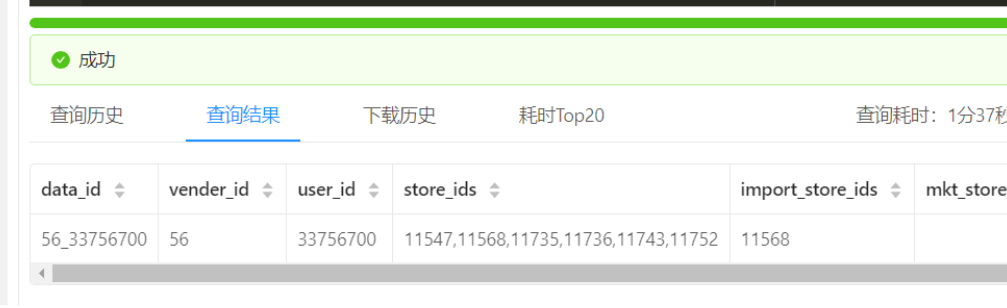 成功
查询历史 查询结果 下载历史 耗时Top20 查询耗时：1分37秒
data_id vender_id user_id store_ids import_store_ids mkt_store
56_33756700 56 33756700 11547,11568,11735,11736,11743,11752 11568